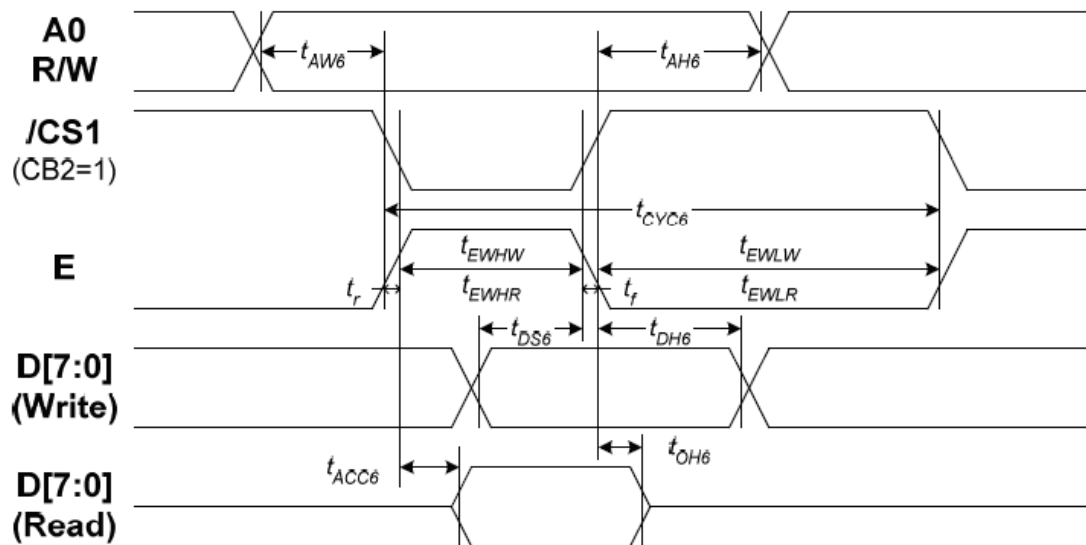 A0
R/W
tAW6
tAH6
/CS1
(CB2=1)
tCYC6
E
tEWHW
tEWLW
tr
tEWHR
tf
tEWLR
tDS6
tDH6
D[7:0]
(Write)
tACC6
tOH6
D[7:0]
(Read)